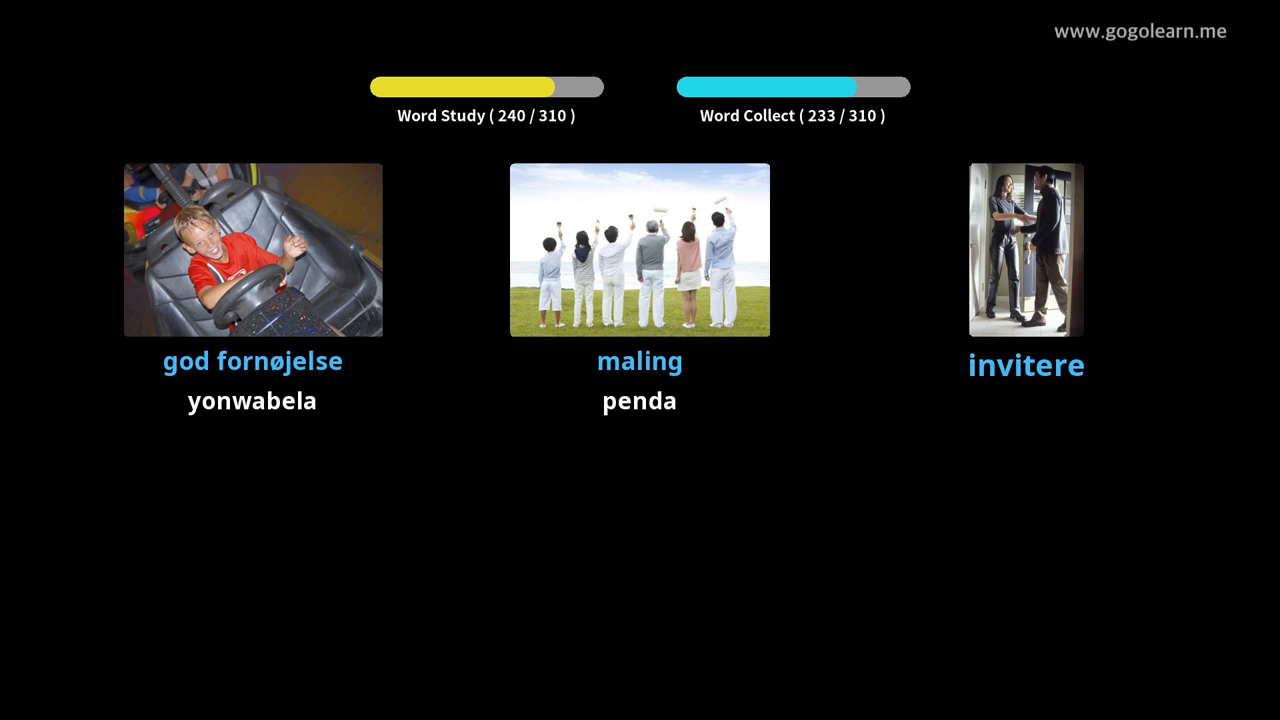 www.gogolearn.me
Word Study ( 240 / 310 )
Word Collect ( 233 / 310 )
god fornøjelse
maling
invitere
yonwabela
penda